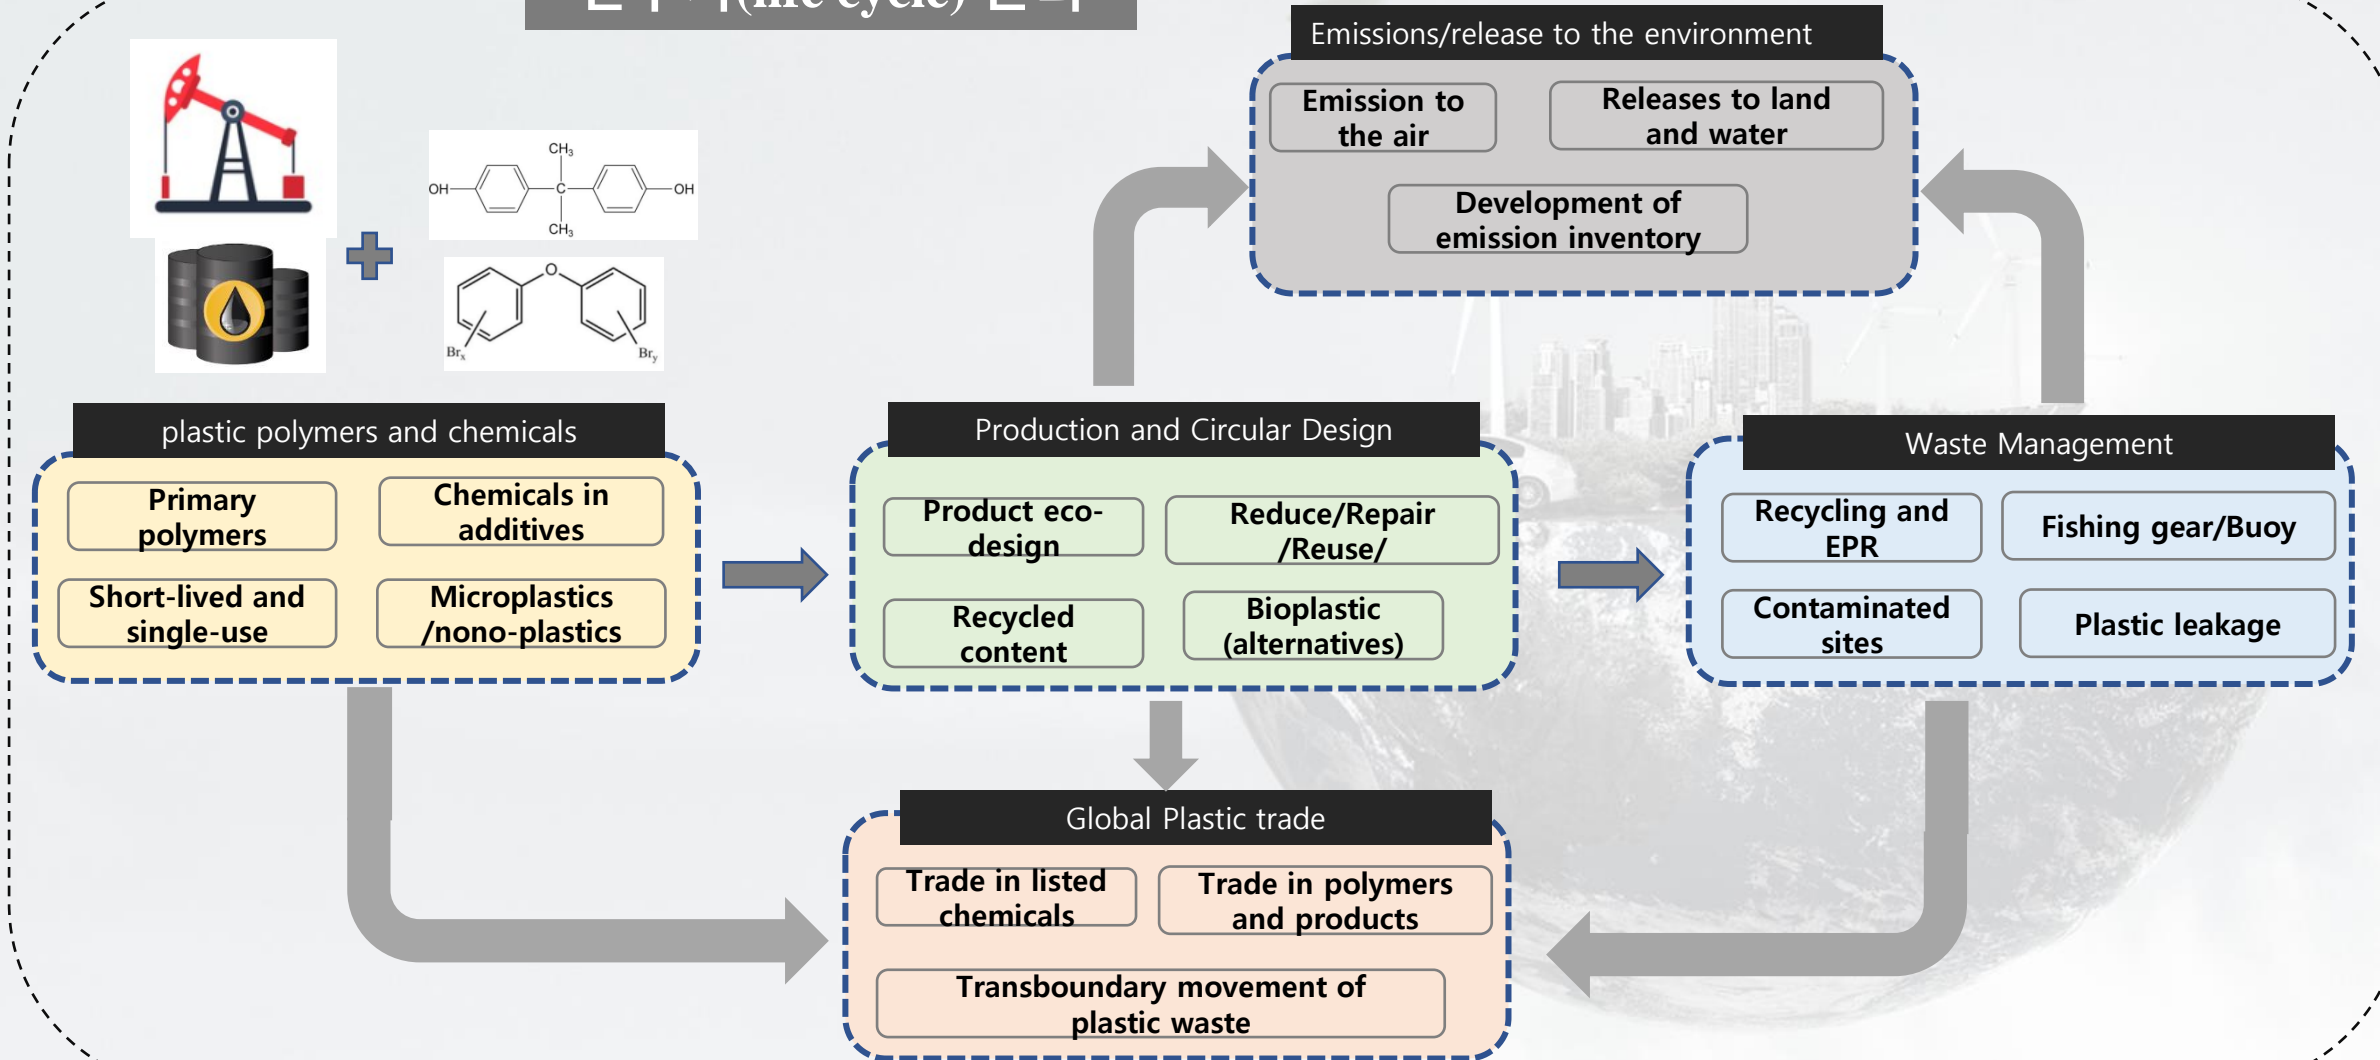 (life cycle)
Emissions/release to the environment
Emission to
the air
Releases to land
and water
Development of
emission inventory
CH3
OH
C
OH
CH3
O
Brx
Bry
plastic polymers and chemicals
Primary
polymers
Chemicals in
additives
Short-lived and
single-use
Microplastics
/nono-plastics
Production and Circular Design
Product eco-
design
Reduce/Repair
/Reuse/
Recycled
content
Bioplastic
(alternatives)
Waste Management
Recycling and
EPR
Fishing gear/Buoy
Contaminated
sites
Plastic leakage
Global Plastic trade
Trade in listed
chemicals
Trade in polymers
and products
Transboundary movement of
plastic waste